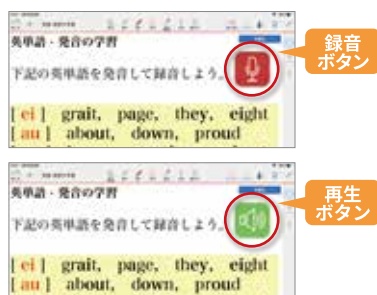 英単語・発音の学習
録音
ボタン
下記の英単語を発音して録音しよう。
[ ei ] grait, page, they, eight
[ au ] about, down, proud
英単語・発音の学習
再生
ボタン
下記の英単語を発音して録音しよう。
[ ei ] grait, page, they, eight
[ au ] about, down, proud